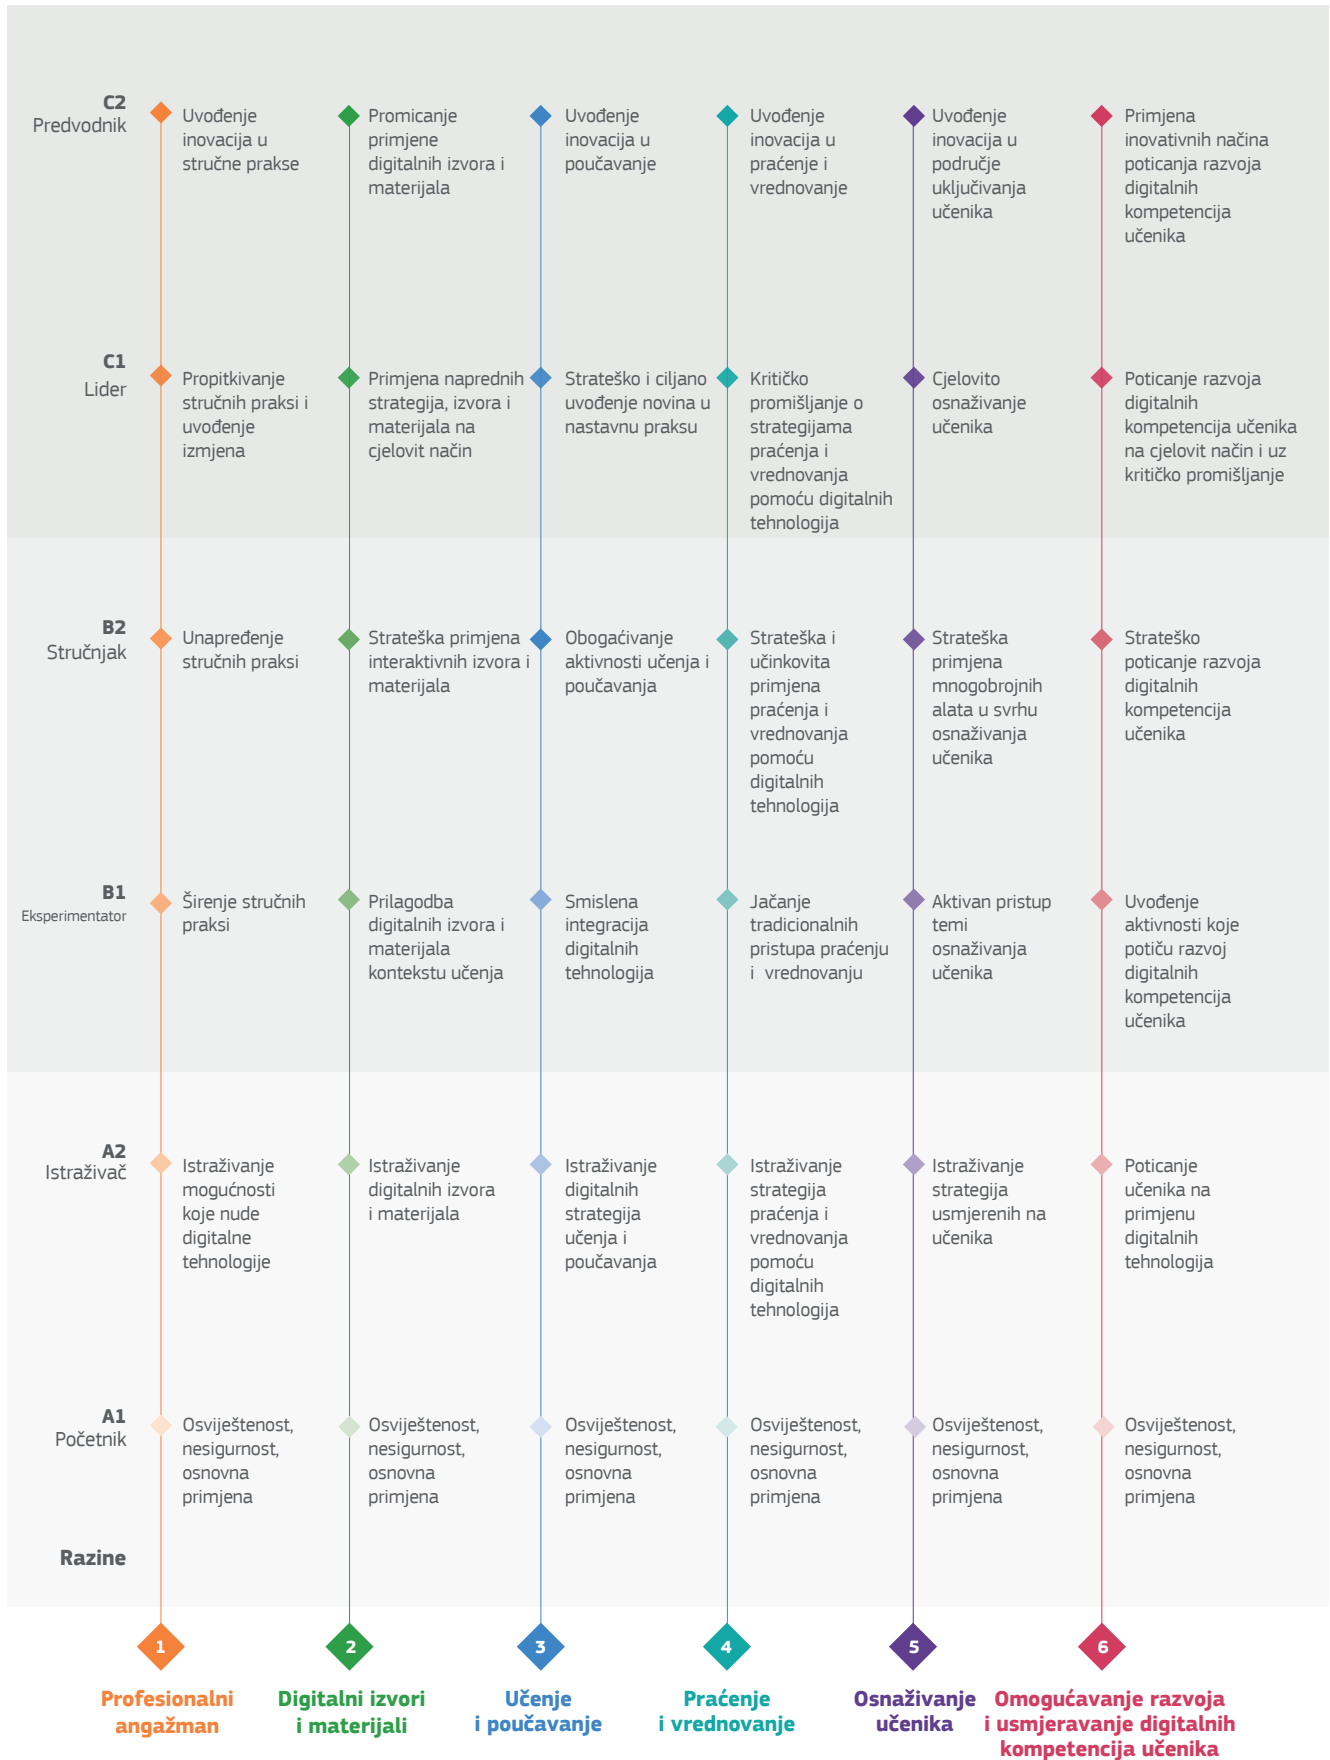 C2
Predvodnik
Uvođenje
inovacija u
stručne prakse
Promicanje
primjene
digitalnih izvora i
materijala
Uvođenje
inovacija u
poučavanje
Uvođenje
inovacija u
praćenje i
vrednovanje
Uvođenje
inovacija u
područje
uključivanja
učenika
Primjena
inovativnih načina
poticanja razvoja
digitalnih
kompetencija
učenika
C1
Lider
Propitkivanje
stručnih praksi i
uvođenje
izmjena
Primjena naprednih
strategija, izvora i
materijala na
cjelovit način
Strateško i ciljano
uvođenje novina u
nastavnu praksu
Kritičko
promišljanje o
strategijama
praćenja i
vrednovanja
pomoću digitalnih
tehnologija
Cjelovito
osnaživanje
učenika
Poticanje razvoja
digitalnih
kompetencija učenika
na cjelovit način i uz
kritičko promišljanje
B2
Stručnjak
Unapređenje
stručnih praksi
Strateška primjena
interaktivnih izvora i
materijala
Obogaćivanje
aktivnosti učenja i
poučavanja
Strateška i
učinkovita
primjena
praćenja i
vrednovanja
pomoću
digitalnih
tehnologija
Strateška
primjena
mnogobrojnih
alata u svrhu
osnaživanja
učenika
Strateško
poticanje razvoja
digitalnih
kompetencija
učenika
B1
Eksperimentator
Širenje stručnih
praksi
Prilagodba
digitalnih izvora i
materijala
kontekstu učenja
Smislena
integracija
digitalnih
tehnologija
Jačanje
tradicionalnih
pristupa praćenju
i vrednovanju
Aktivan pristup
temi
osnaživanja
učenika
Uvođenje
aktivnosti koje
potiču razvoj
digitalnih
kompetencija
učenika
A2
Istraživač
Istraživanje
mogućnosti
koje nude
digitalne
tehnologije
Istraživanje
digitalnih izvora
i materijala
Istraživanje
digitalnih
strategija
učenja i
poučavanja
Istraživanje
strategija
praćenja i
vrednovanja
pomoću
digitalnih
tehnologija
Istraživanje
strategija
usmjerenih na
učenika
Poticanje
učenika na
primjenu
digitalnih
tehnologija
A1
Početnik
Osviještenost,
nesigurnost,
osnovna
primjena
Osviještenost,
nesigurnost,
osnovna
primjena
Osviještenost,
nesigurnost,
osnovna
primjena
Osviještenost,
nesigurnost,
osnovna
primjena
Osviještenost,
nesigurnost,
osnovna
primjena
Osviještenost,
nesigurnost,
osnovna
primjena
Razine
1
Profesionalni
angažman
2
Digitalni izvori
i materijali
3
Učenje
i poučavanje
4
Praćenje
i vrednovanje
5
Osnaživanje
učenika
6
Omogućavanje razvoja
i usmjeravanje digitalnih
kompetencija učenika